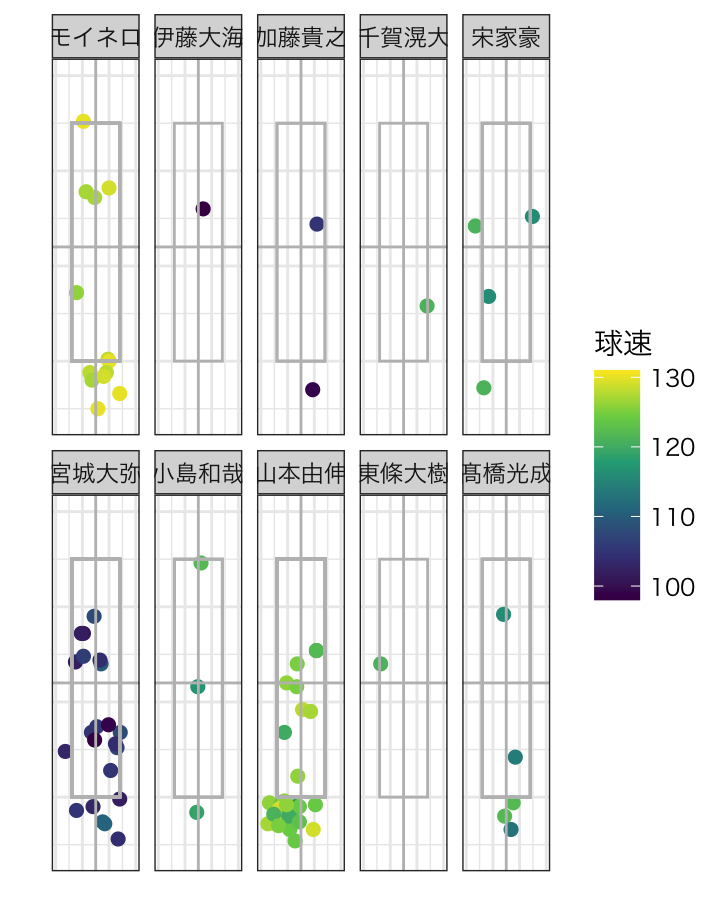 モイネロ
伊藤大海
加藤貴之
千賀滉大
宋家豪
球速
130
120
110
100
宮城大弥
小島和哉
山本由伸
東條大樹
髙橋光成